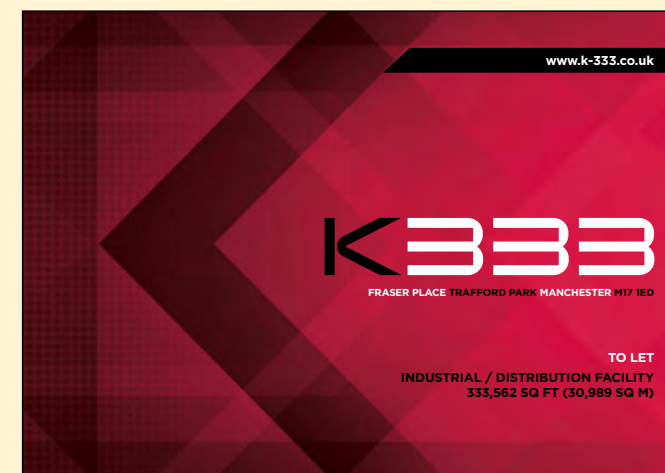 www.k-333.co.uk
K333
FRASER PLACE TRAFFORD PARK MANCHESTER M17 1ED
TO LET
INDUSTRIAL / DISTRIBUTION FACILITY
333,562 SQ FT (30,989 SQ M)